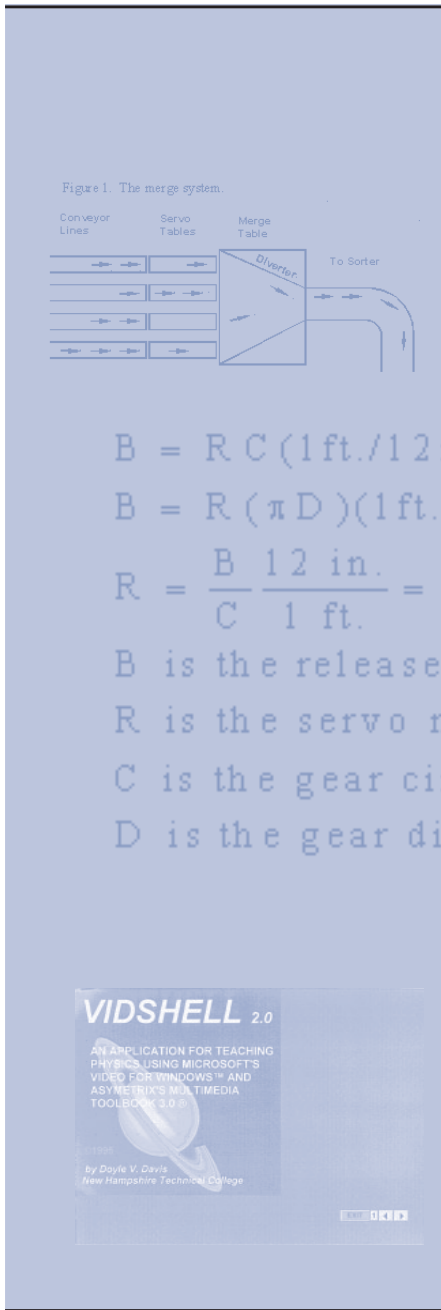 Figure 1. The merge system.
Conveyor Lines
Servo Tables
Merge Table
Diverter
To Sorter
B = R C (1ft./12
B = R (π D )(1ft.
R = B/C 12 in./1 ft. =
B is the release
R is the servo
C is the gear
D is the gear
VIDSHELL 2.0
AN APPLICATION FOR TEACHING
PHYSICS USING MICROSOFT'S
VIDEO FOR WINDOWS™ AND
ASYMETRIX'S MULTIMEDIA
TOOLBOOK 3.0 ®
©1995
by Doyle V. Davis
New Hampshire Technical College
EXIT